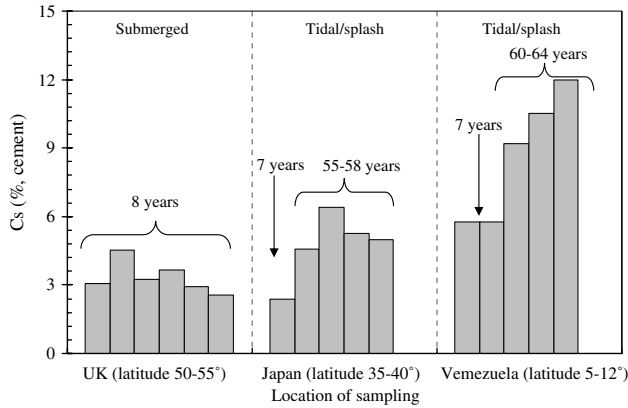 Submerged
Tidal/splash
Tidal/splash
60-64 years
7 years
7 years
55-58 years
8 years
Cs (%, cement)
15
12
9
6
3
0
UK (latitude 50-55˚)
Japan (latitude 35-40˚)
Vemezuela (latitude 5-12˚)
Location of sampling